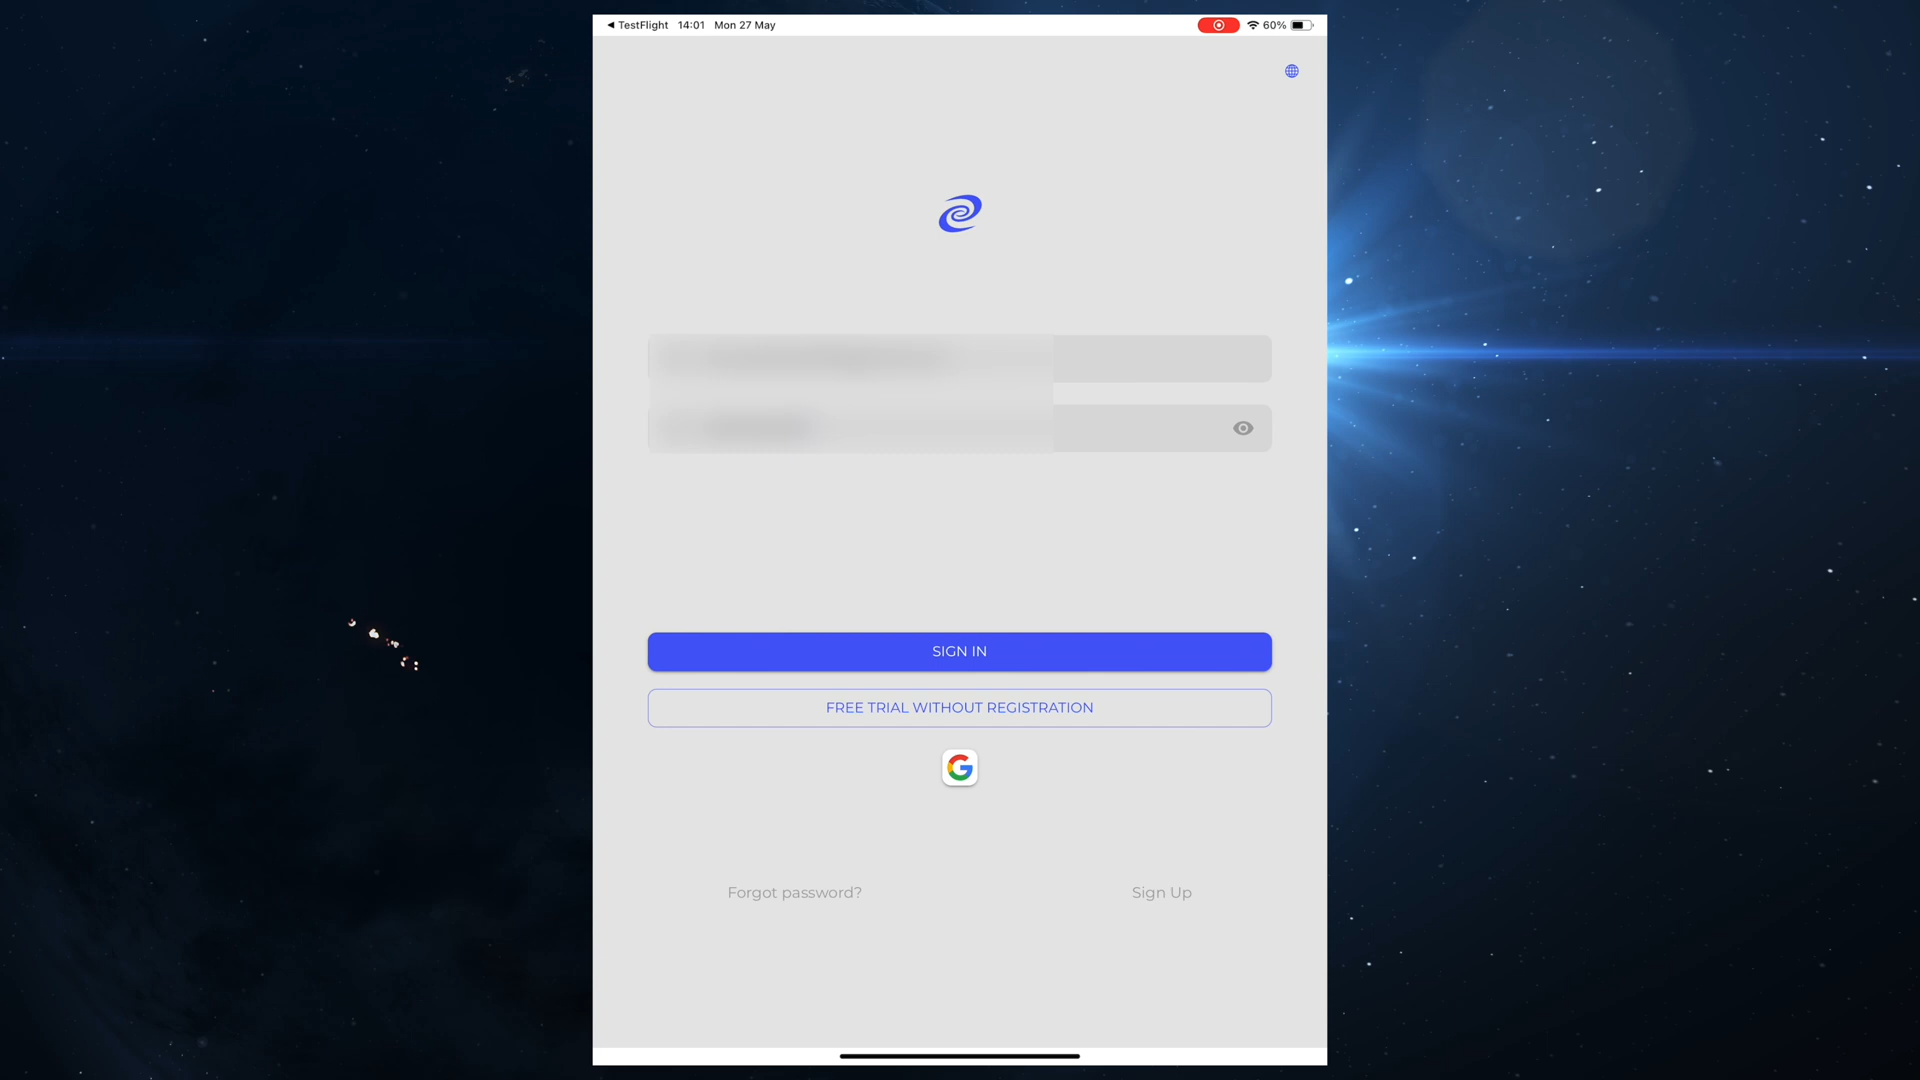 ◀ TestFlight 14:01 Mon 27 May 60%
SIGN IN
FREE TRIAL WITHOUT REGISTRATION
Forgot password? Sign Up